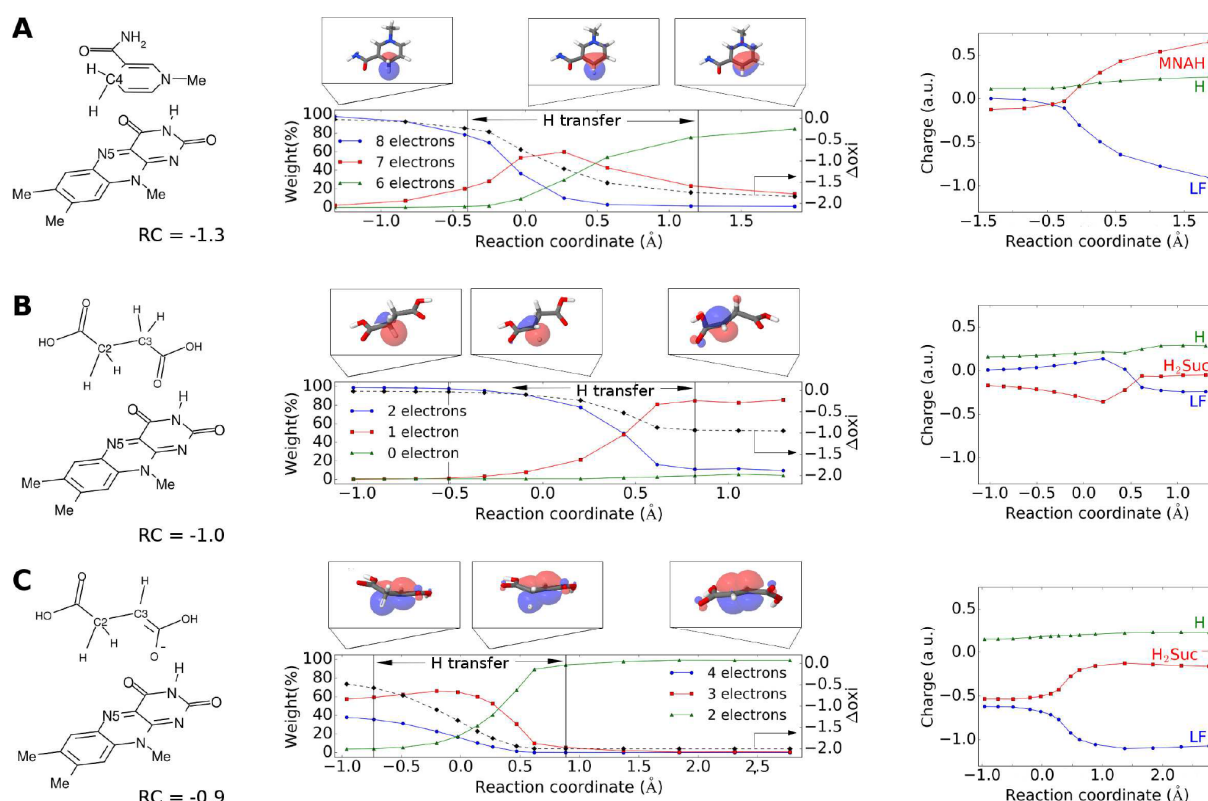 A
O
NH₂
H
C4
H
N
Me
O
H
N
N5
N
O
Me
N
Me
Me
RC = -1.3
100
80
60
40
20
0
Weight(%)
H transfer
8 electrons
7 electrons
6 electrons
0.0
−0.5
−1.0
−1.5
−2.0
Δoxi
−1.0
−0.5
0.0
0.5
1.0
1.5
Reaction coordinate (Å)
0.5
0.0
−0.5
−1.0
Charge (a.u.)
MNAH
H
LF
−1.5
−1.0
−0.5
0.0
0.5
1.0
1.5
Reaction coordinate (Å)
B
O
H
H
HO
C2
C3
OH
H
H
O
O
H
N
N5
N
O
Me
N
Me
Me
RC = -1.0
100
80
60
40
20
0
Weight(%)
H transfer
2 electrons
1 electron
0 electron
0.0
−0.5
−1.0
−1.5
−2.0
Δoxi
−1.0
−0.5
0.0
0.5
1.0
Reaction coordinate (Å)
0.5
0.0
−0.5
−1.0
Charge (a.u.)
H
H₂Suc
LF
−1.0
−0.5
0.0
0.5
1.0
Reaction coordinate (Å)
C
O
H
HO
C2
C3
OH
H
H
O
−
O
H
N
N5
N
O
Me
N
Me
Me
RC = -0.9
100
80
60
40
20
0
Weight(%)
H transfer
4 electrons
3 electrons
2 electrons
0.0
−0.5
−1.0
−1.5
−2.0
Δoxi
-1.0
-0.5
0.0
0.5
1.0
1.5
2.0
2,5
Reaction coordinate (Å)
0.5
0.0
−0.5
−1.0
Charge (a.u.)
H
H₂Suc⁻
LF
-1.0
0.0
1.0
2.0
Reaction coordinate (Å)